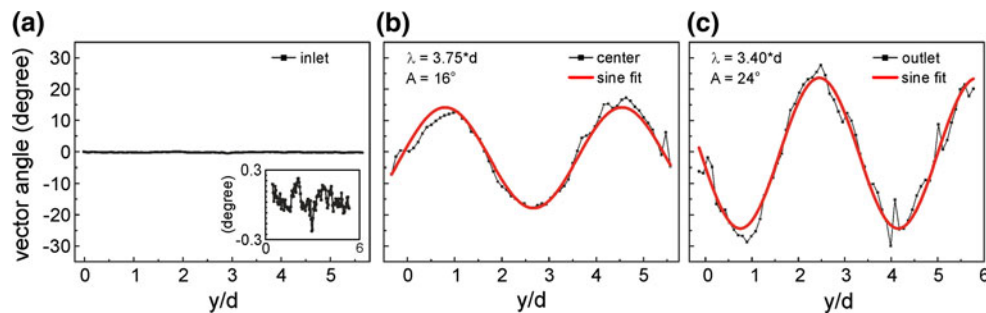 (a)
(b)
(c)
vector angle (degree)
30
20
10
0
-10
-20
-30
inlet
(degree)
0.3
-0.3
0
6
0 1 2 3 4 5
y/d
λ = 3.75*d
A = 16°
center
sine fit
0 1 2 3 4 5
y/d
λ = 3.40*d
A = 24°
outlet
sine fit
0 1 2 3 4 5 6
y/d